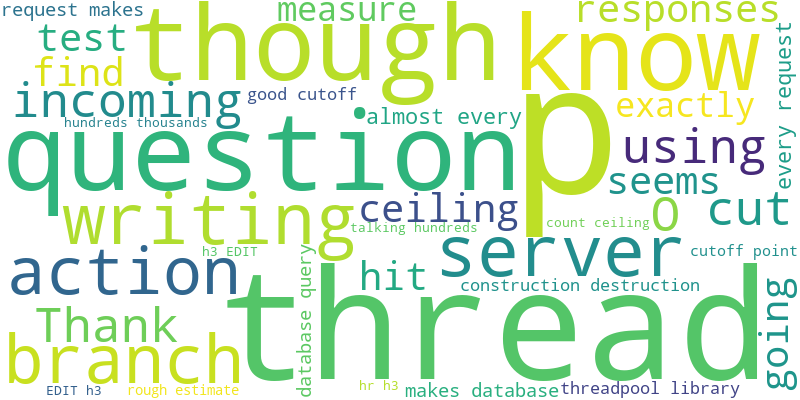 request makes
measure
responses
though
know
test
find
incoming
good cutoff
hundreds thousands
almost every
exactly
every request
p
question
using
seems
writing
ceiling
o
cut
talking hundreds
count ceiling
h3 EDIT
server
cutoff point
action
database query
hit
construction destruction
thread
going
Thank
branch
EDIT h3
rough estimate
hr h3
makes database
threadpool library